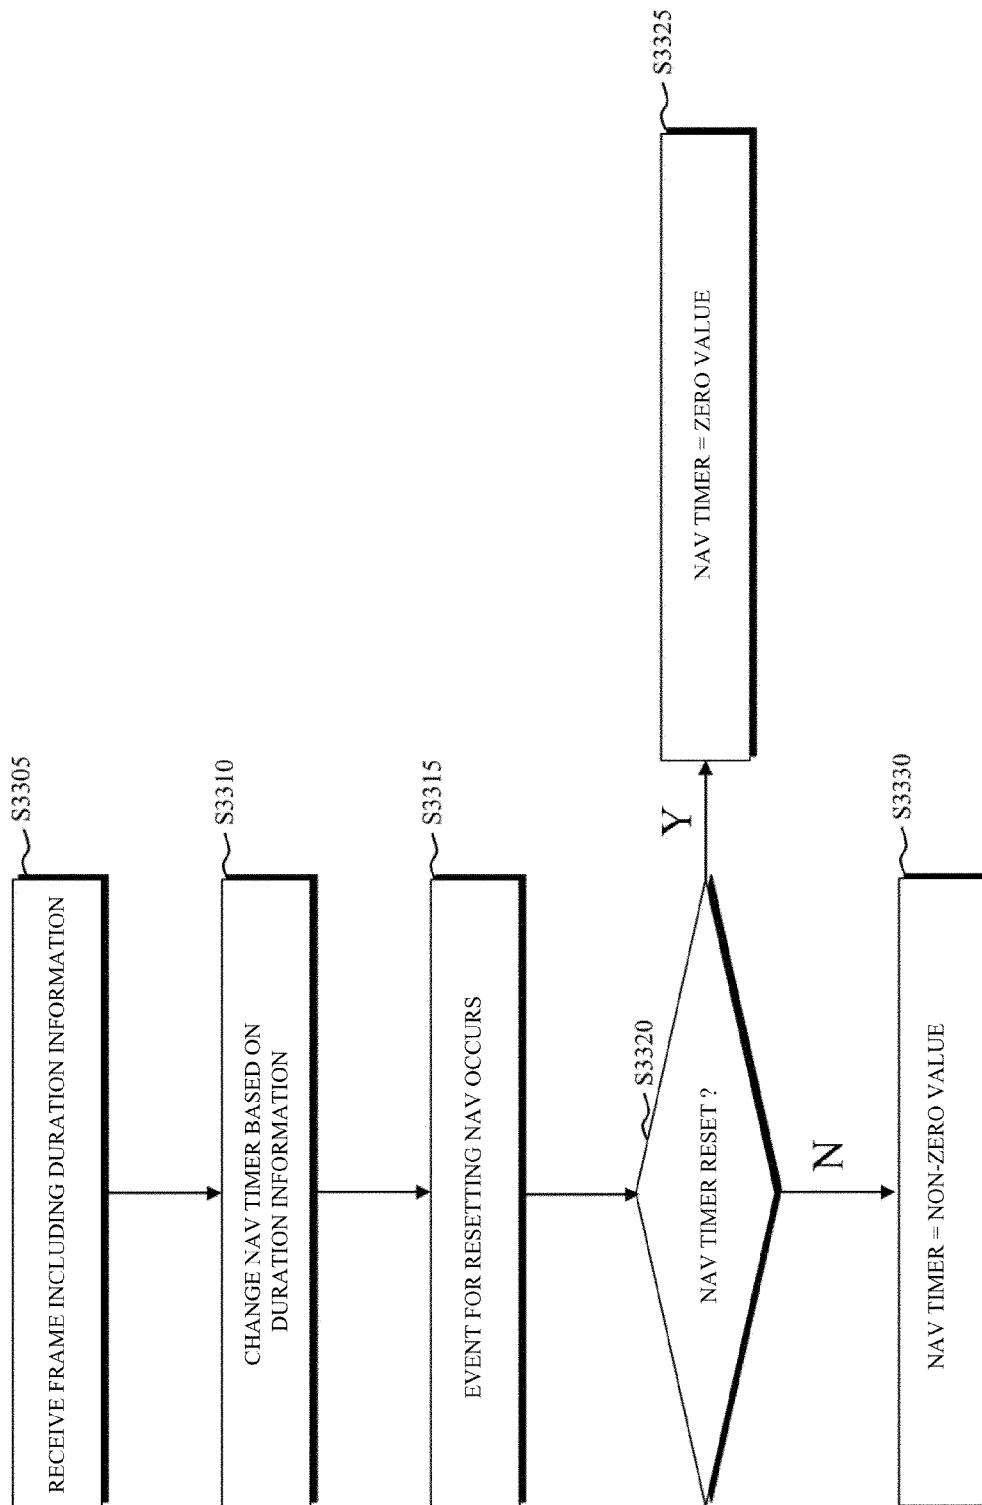 S3305
RECEIVE FRAME INCLUDING DURATION INFORMATION
S3310
CHANGE NAV TIMER BASED ON
DURATION INFORMATION
S3315
EVENT FOR RESETTING NAV OCCURS
S3320
NAV TIMER RESET ?
Y
S3325
NAV TIMER = ZERO VALUE
N
S3330
NAV TIMER = NON-ZERO VALUE